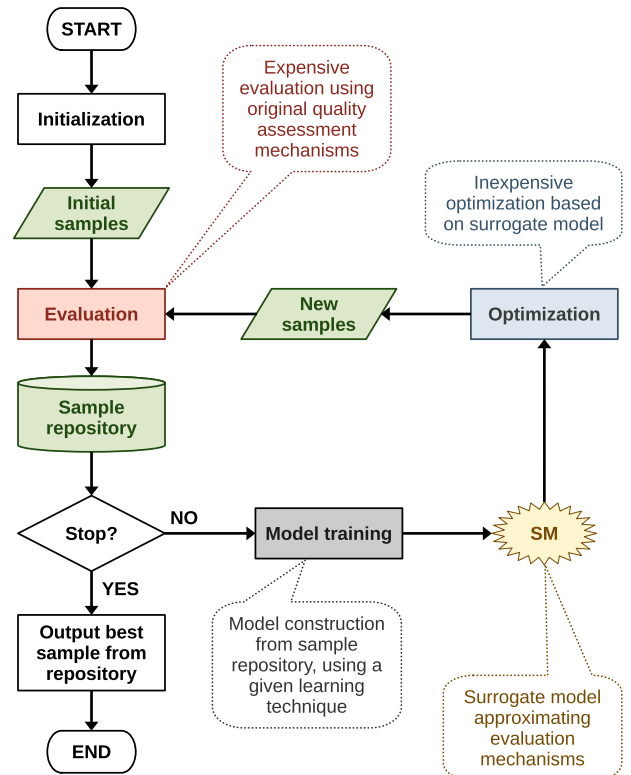 START
Initialization
Initial
samples
Expensive
evaluation using
original quality
assessment
mechanisms
Inexpensive
optimization based
on surrogate model
Evaluation
New
samples
Optimization
Sample
repository
Stop?
NO
Model training
SM
YES
Output best
sample from
repository
Model construction
from sample
repository, using a
given learning
technique
Surrogate model
approximating
evaluation
mechanisms
END